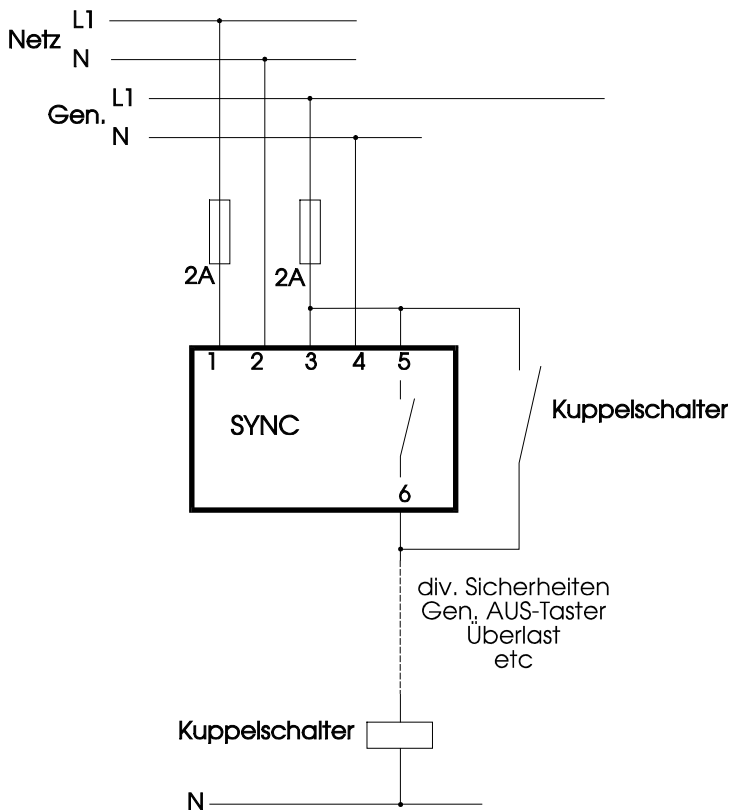 L1
Netz
N
L1
Gen.
N
2A
2A
1 2 3 4 5
Kuppelschalter
SYNC
6
div. Sicherheiten
Gen. AUS-Taster
Überlast
etc
Kuppelschalter
N